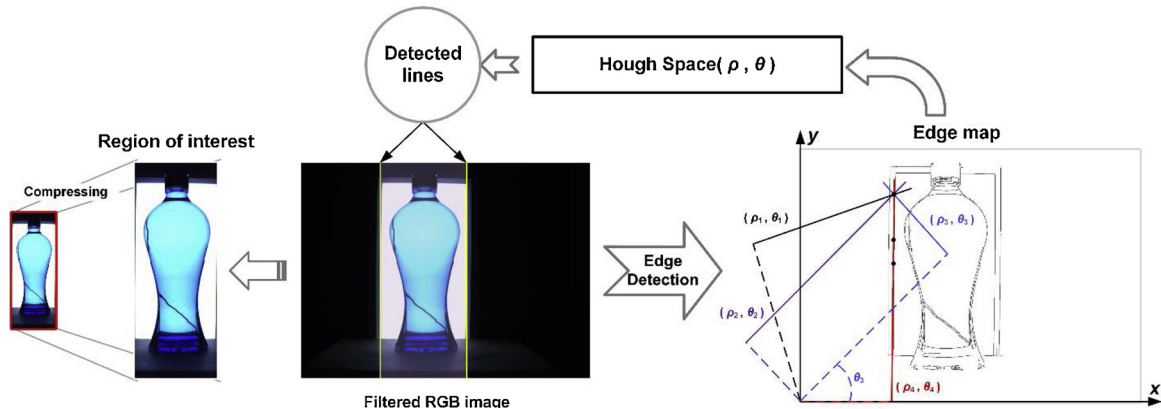 Detected
lines
Hough Space( ρ , θ )
Region of interest
Compressing
y
Edge map
( ρ₁ , θ₁ )
( ρ₃ , θ₃ )
Edge
Detection
( ρ₂ , θ₂ )
θ₃
( ρ₄ , θ₄ )
x
Filtered RGB image